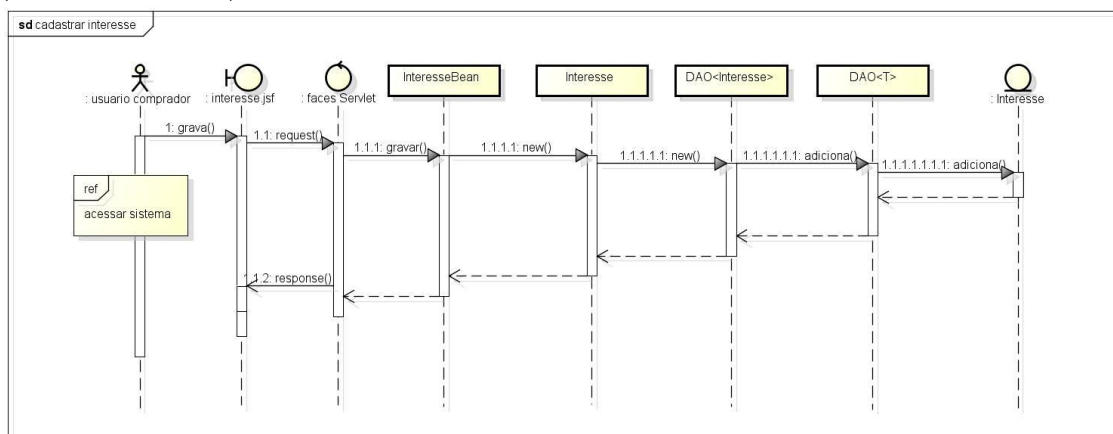 sd cadastrar interesse
: usuario comprador
: interesse.jsf
: faces Servlet
InteresseBean
Interesse
DAO<Interesse>
DAO<T>
: Interesse
1: grava()
1.1: request()
1.1.1: gravar()
1.1.1.1: new()
1.1.1.1.1: new()
1.1.1.1.1.1: adiciona()
1.1.1.1.1.1.1: adiciona()
ref
acessar sistema
1.1.2: response()